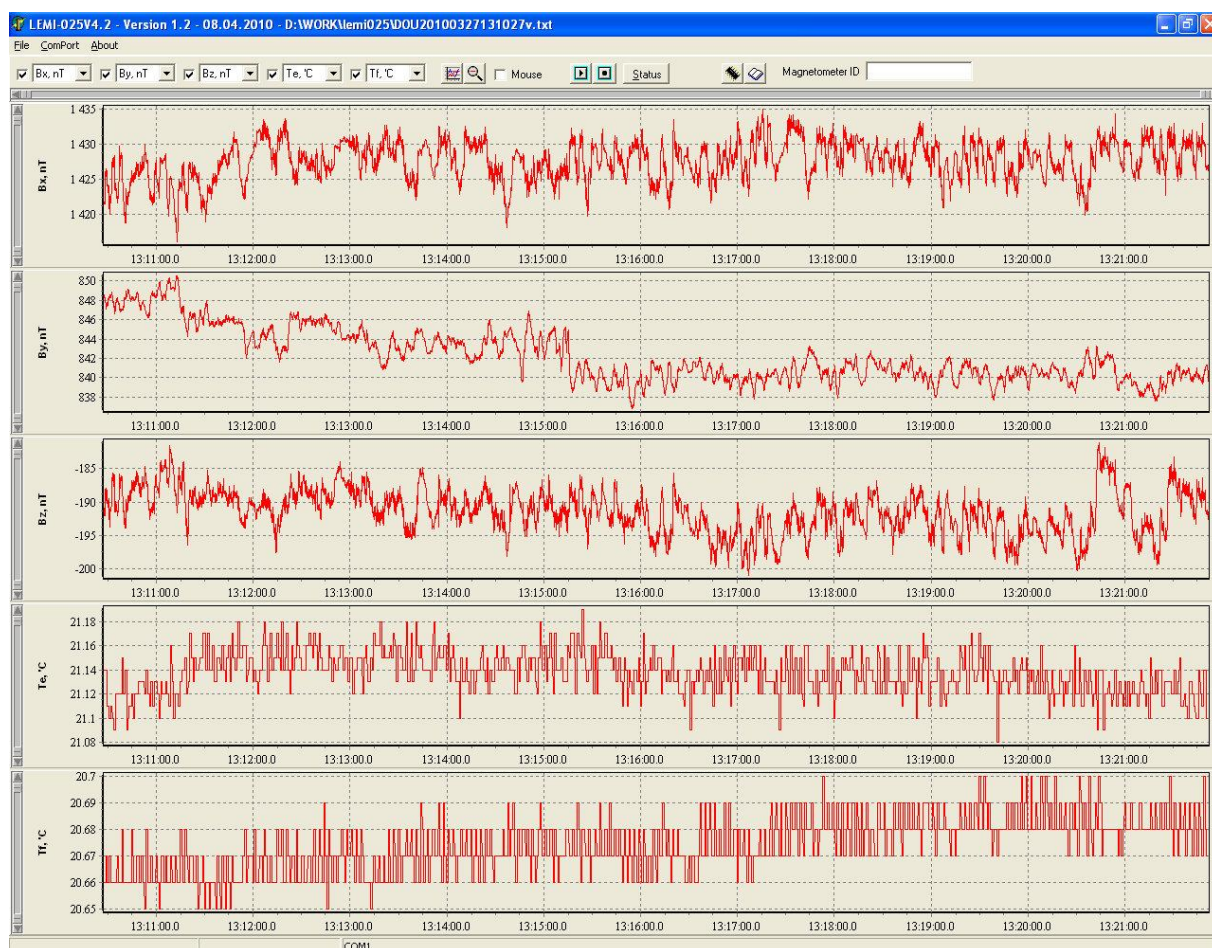 LEMI-025V4.2 - Version 1.2 - 08.04.2010 - D:\WORK\lemi025\DOU20100327131027v.txt
File ComPort About
Bx, nT By, nT Bz, nT Te, 'C Tf, 'C Mouse Status Magnetometer ID
1 435
1 430
1 425
1 420
Bx, nT
13:11:00.0 13:12:00.0 13:13:00.0 13:14:00.0 13:15:00.0 13:16:00.0 13:17:00.0 13:18:00.0 13:19:00.0 13:20:00.0 13:21:00.0
850
848
846
844
842
840
838
By, nT
13:11:00.0 13:12:00.0 13:13:00.0 13:14:00.0 13:15:00.0 13:16:00.0 13:17:00.0 13:18:00.0 13:19:00.0 13:20:00.0 13:21:00.0
-185
-190
-195
-200
Bz, nT
13:11:00.0 13:12:00.0 13:13:00.0 13:14:00.0 13:15:00.0 13:16:00.0 13:17:00.0 13:18:00.0 13:19:00.0 13:20:00.0 13:21:00.0
21.18
21.16
21.14
21.12
21.1
21.08
Te, 'C
13:11:00.0 13:12:00.0 13:13:00.0 13:14:00.0 13:15:00.0 13:16:00.0 13:17:00.0 13:18:00.0 13:19:00.0 13:20:00.0 13:21:00.0
20.7
20.69
20.68
20.67
20.66
20.65
Tf, 'C
13:11:00.0 13:12:00.0 13:13:00.0 13:14:00.0 13:15:00.0 13:16:00.0 13:17:00.0 13:18:00.0 13:19:00.0 13:20:00.0 13:21:00.0
COM1